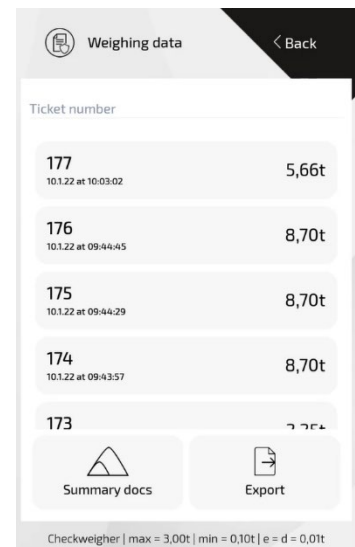 Weighing data
< Back
Ticket number
177
5,66t
10.1.22 at 10:03:02
176
8,70t
10.1.22 at 09:44:45
175
8,70t
10.1.22 at 09:44:29
174
8,70t
10.1.22 at 09:43:57
173
Summary docs
Export
Checkweigher | max = 3,00t | min = 0,10t | e = d = 0,01t